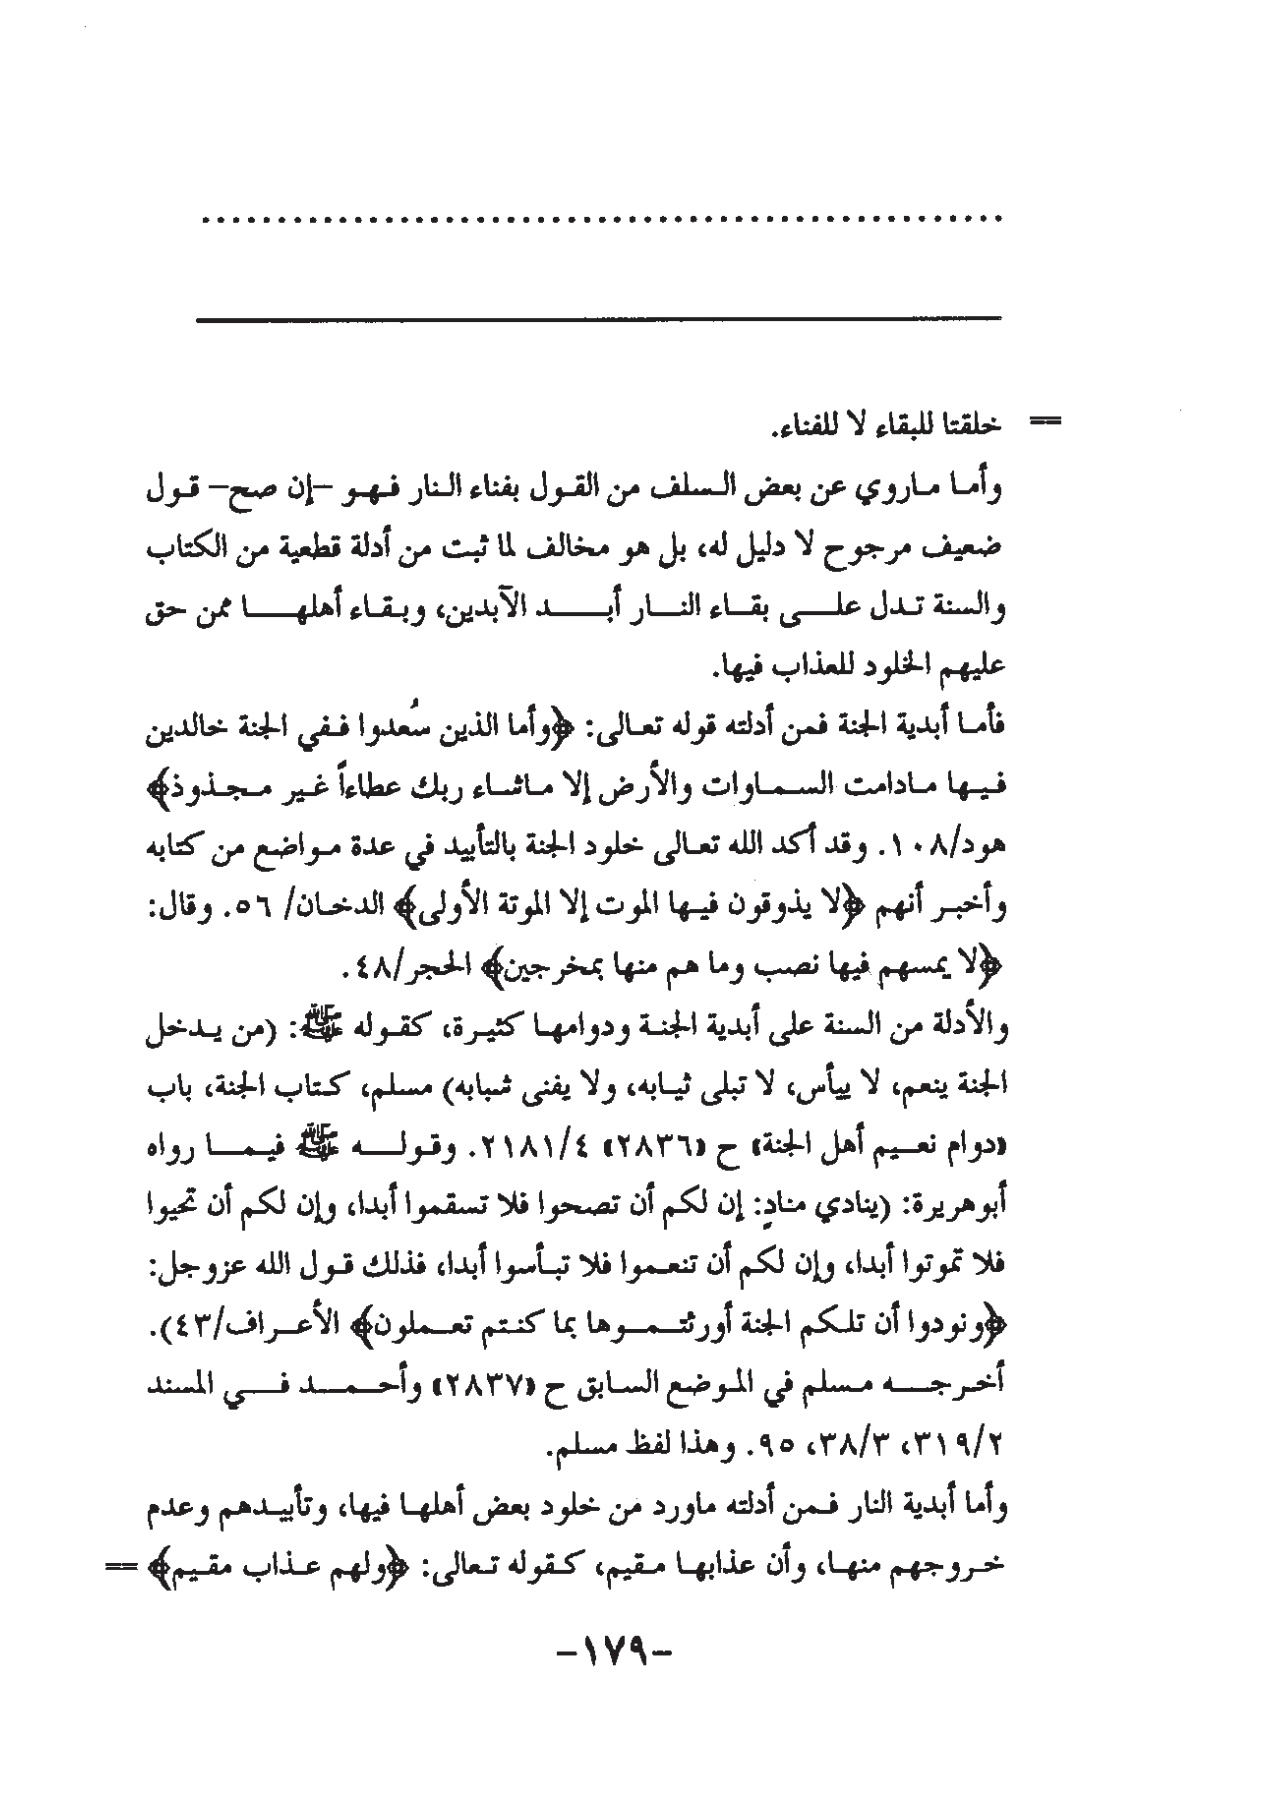 == خلقتا للبقاء لا للفناء.
وأما ماروي عن بعض السلف من القول بفناء النار فهو -إن صح- قول
ضعيف مرجوح لا دليل له، بل هو مخالف لما ثبت من أدلة قطعية من الكتاب
والسنة تدل على بقاء النار أبد الآبدين، وبقاء أهلها ممن حق
عليهم الخلود للعذاب فيها.
فأما أبدية الجنة فمن أدلته قوله تعالى: ﴿وأما الذين سُعدوا ففي الجنة خالدين
فيها مادامت السماوات والأرض إلا ماشاء ربك عطاءاً غير مجذوذ﴾
هود/١٠٨. وقد أكد الله تعالى خلود الجنة بالتأبيد في عدة مواضع من كتابه
وأخبر أنهم ﴿لا يذوقون فيها الموت إلا الموتة الأولى﴾ الدخان/ ٥٦. وقال:
﴿لا يمسهم فيها نصب وما هم منها بمخرجين﴾ الحجر/٤٨.
والأدلة من السنة على أبدية الجنة ودوامها كثيرة، كقوله ﷺ: (من يدخل
الجنة ينعم، لا ييأس، لا تبلى ثيابه، ولا يفنى شبابه) مسلم، كتاب الجنة، باب
«دوام نعيم أهل الجنة» ح «٢٨٣٦» ٢١٨١/٤. وقوله ﷺ فيما رواه
أبوهريرة: (ينادي منادٍ: إن لكم أن تصحوا فلا تسقموا أبدا، وإن لكم أن تحيوا
فلا تموتوا أبدا، وإن لكم أن تنعموا فلا تبأسوا أبدا، فذلك قول الله عزوجل:
﴿ونودوا أن تلكم الجنة أورثتموها بما كنتم تعملون﴾ الأعراف/٤٣).
أخرجه مسلم في الموضع السابق ح «٢٨٣٧» وأحمد في المسند
٣١٩/٢، ٣٨/٣، ٩٥. وهذا لفظ مسلم.
وأما أبدية النار فمن أدلته ماورد من خلود بعض أهلها فيها، وتأبيدهم وعدم
خروجهم منها، وأن عذابها مقيم، كقوله تعالى: ﴿ولهم عذاب مقيم﴾ ==
-١٧٩-